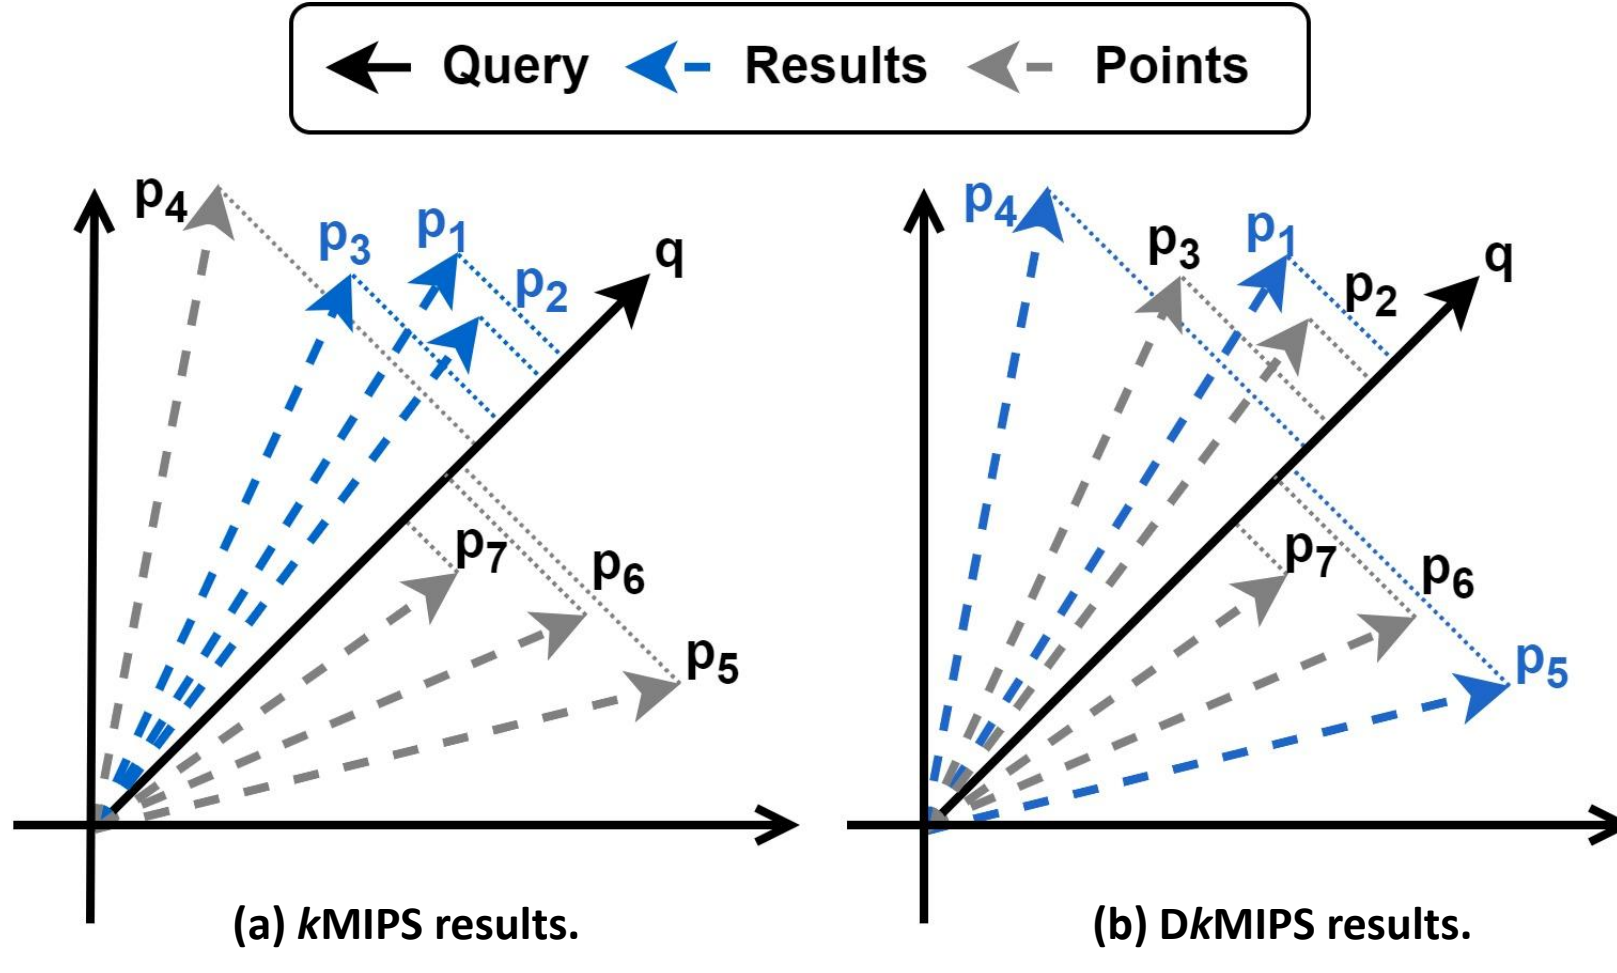 Query Results Points
p4 p3 p1 p2 q
p7 p6 p5
p4 p3 p1 p2 q
p7 p6 p5
(a) kMIPS results.
(b) DkMIPS results.